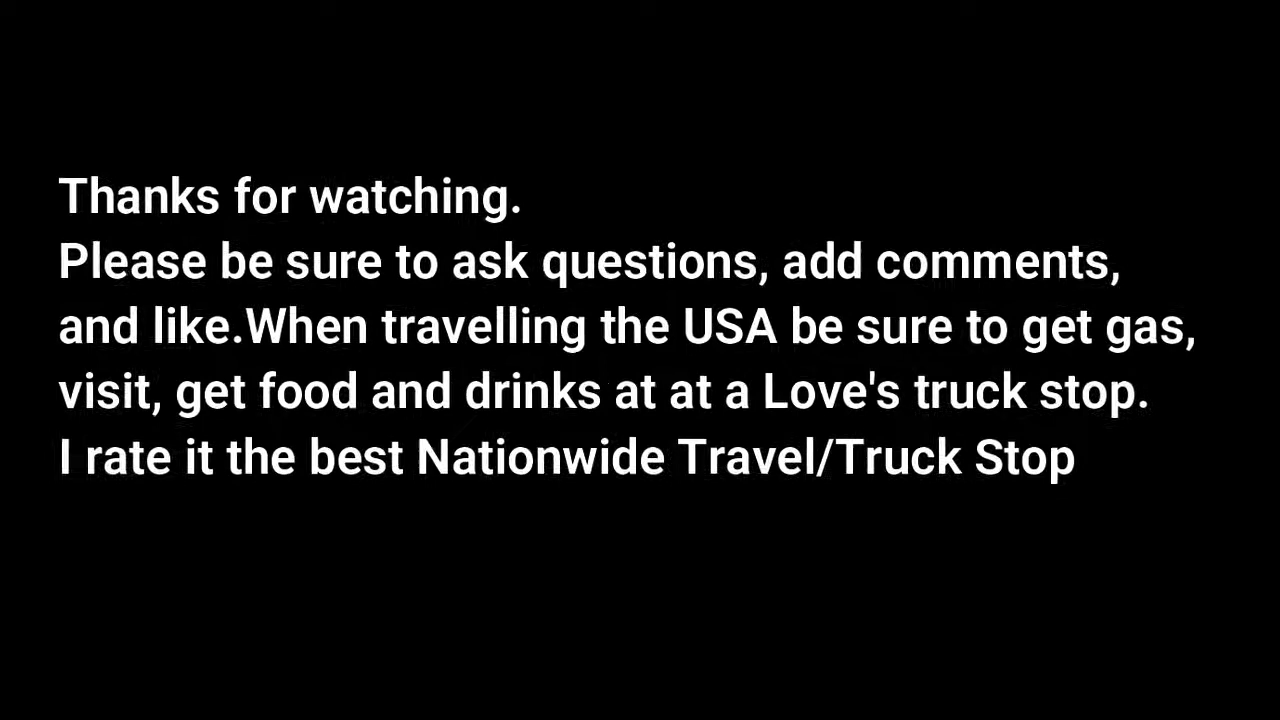 Thanks for watching.
Please be sure to ask questions, add comments,
and like.When travelling the USA be sure to get gas,
visit, get food and drinks at at a Love's truck stop.
I rate it the best Nationwide Travel/Truck Stop